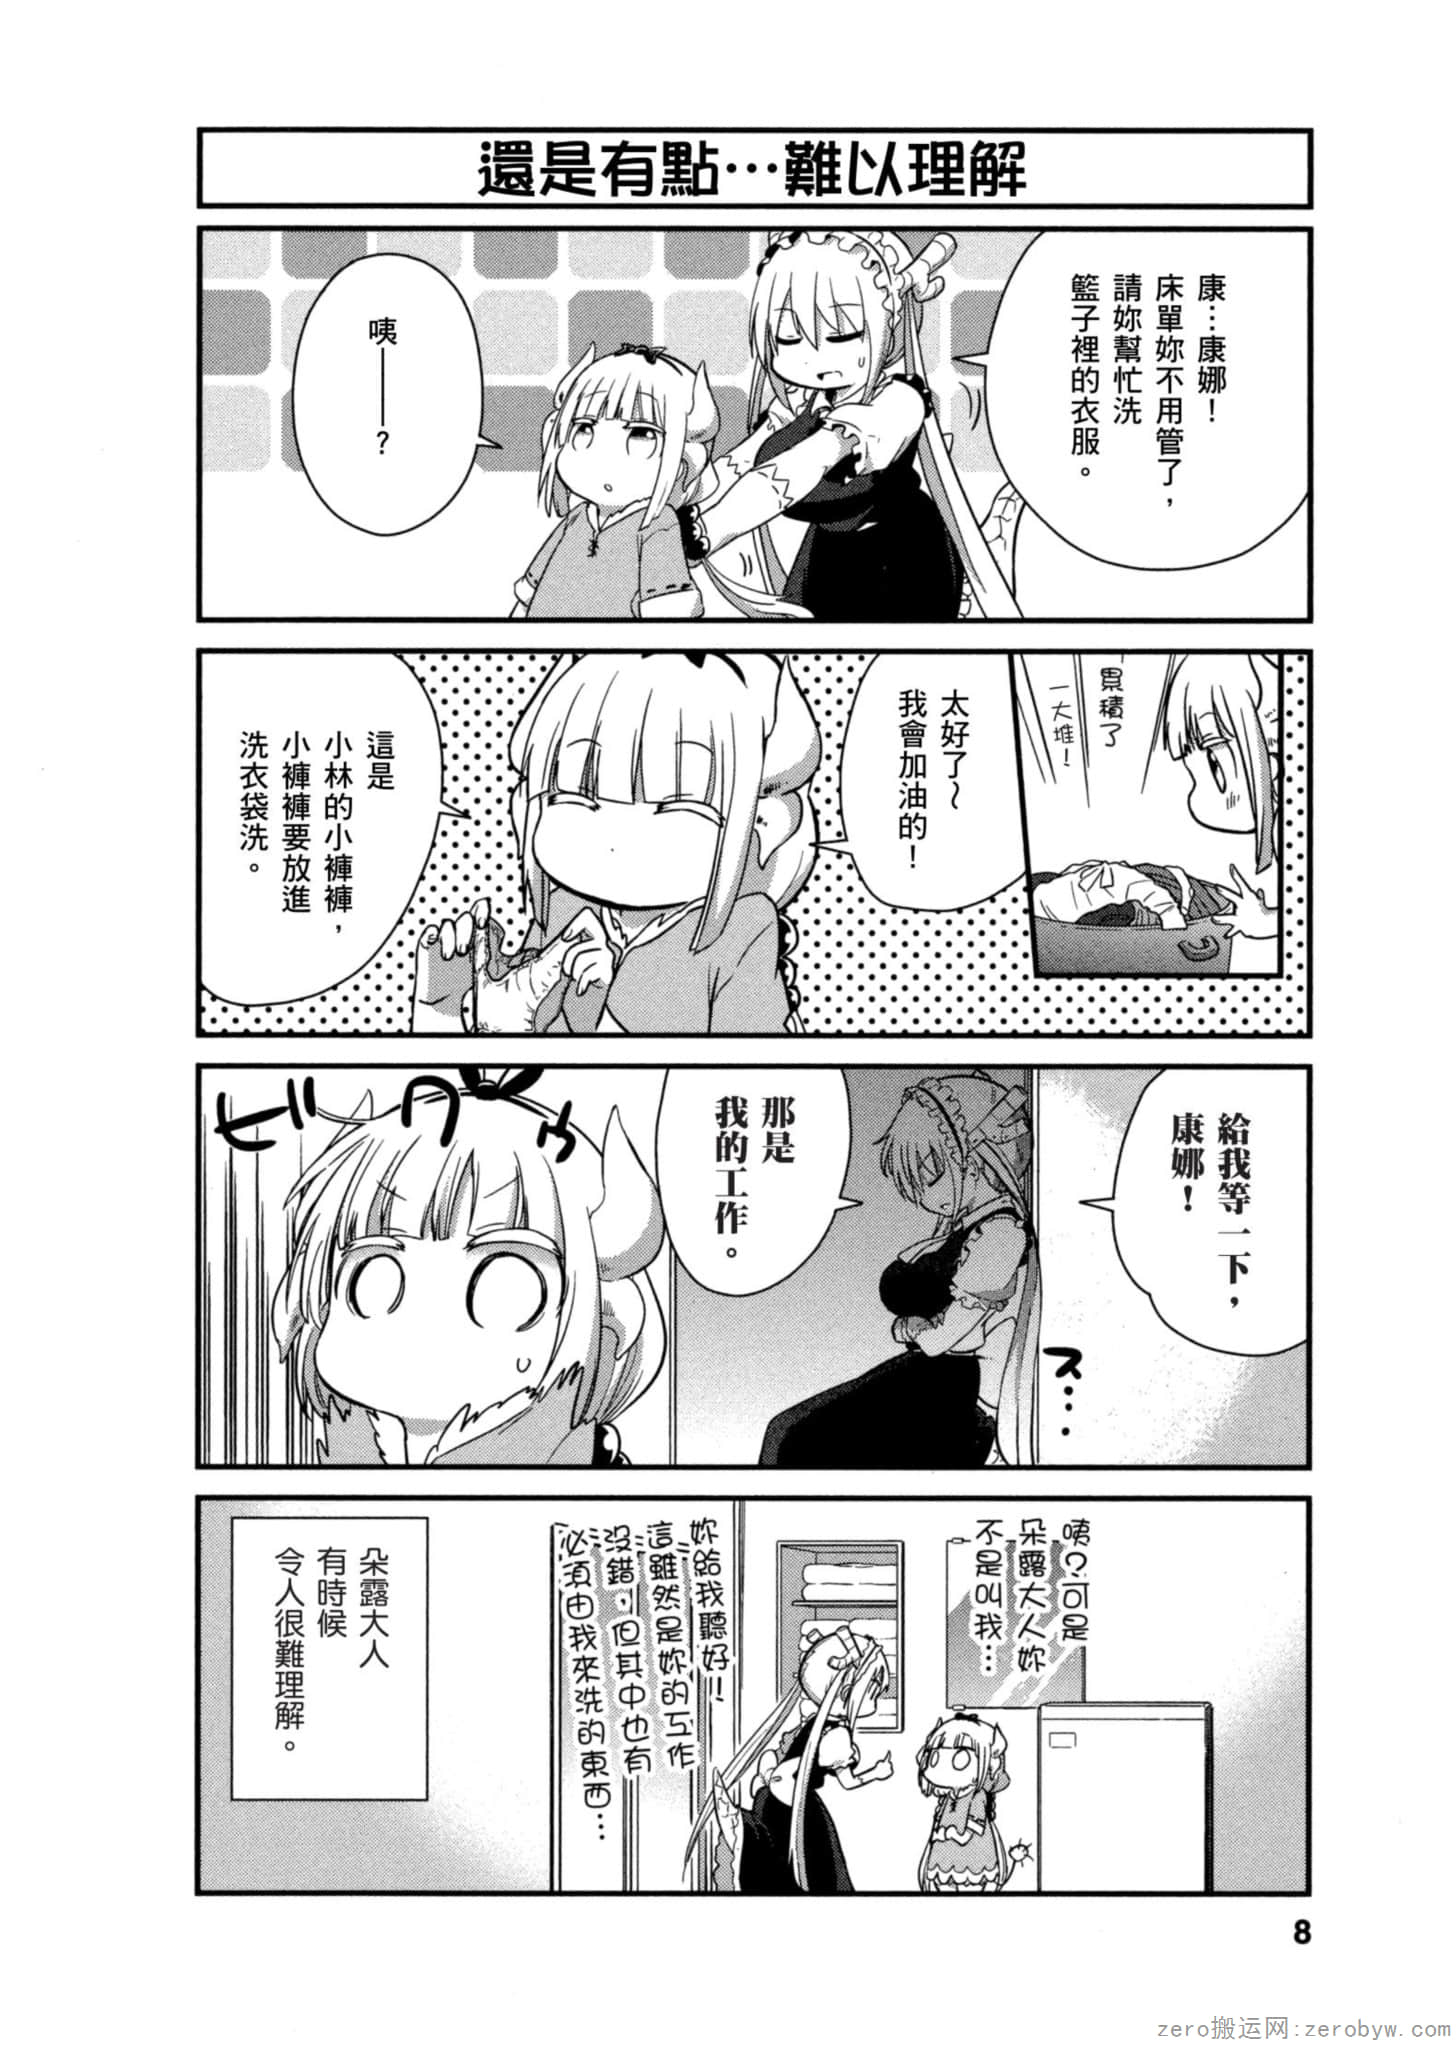 還是有點…難以理解
康…康娜！
床單妳不用管了，
請妳幫忙洗
籃子裡的衣服。
咦——？
累積了
一大堆！
太好了～
我會加油的！
這是
小林的小褲褲，
小褲褲要放進
洗衣袋洗。
給我等一下，
康娜！
ス…
那是
我的工作。
ビクッ
咦？可是
朵露大人妳
不是叫我…
妳給我聽好！
這雖然是妳的工作
沒錯，但其中也有
必須由我來洗的東西…
朵露大人
有時候
令人很難理解。
8
zero搬运网:zerobyw.com